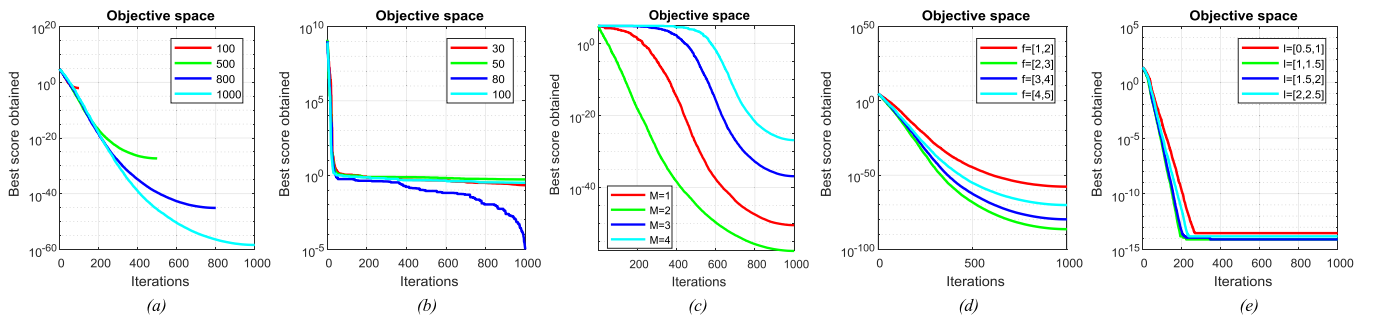 Objective space
10^20
10^0
10^-20
10^-40
10^-60
Best score obtained
100
500
800
1000
0 200 400 600 800 1000
Iterations
(a)
Objective space
10^10
10^5
10^0
10^-5
Best score obtained
30
50
80
100
0 200 400 600 800 1000
Iterations
(b)
Objective space
10^0
10^-20
10^-40
Best score obtained
M=1
M=2
M=3
M=4
200 400 600 800 1000
Iterations
(c)
Objective space
10^50
10^0
10^-50
10^-100
Best score obtained
f=[1,2]
f=[2,3]
f=[3,4]
f=[4,5]
0 500 1000
Iterations
(d)
Objective space
10^5
10^0
10^-5
10^-10
10^-15
Best score obtained
l=[0.5,1]
l=[1,1.5]
l=[1.5,2]
l=[2,2.5]
0 200 400 600 800 1000
Iterations
(e)